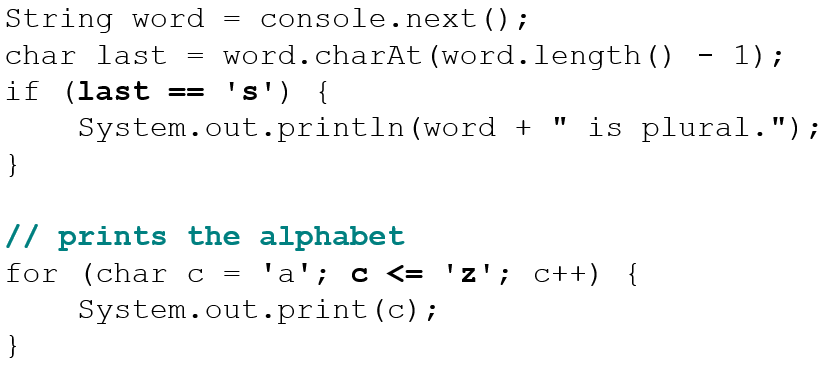 String word = console.next();
char last = word.charAt(word.length() - 1);
if (last == 's') {
    System.out.println(word + " is plural.");
}

// prints the alphabet
for (char c = 'a'; c <= 'z'; c++) {
    System.out.print(c);
}